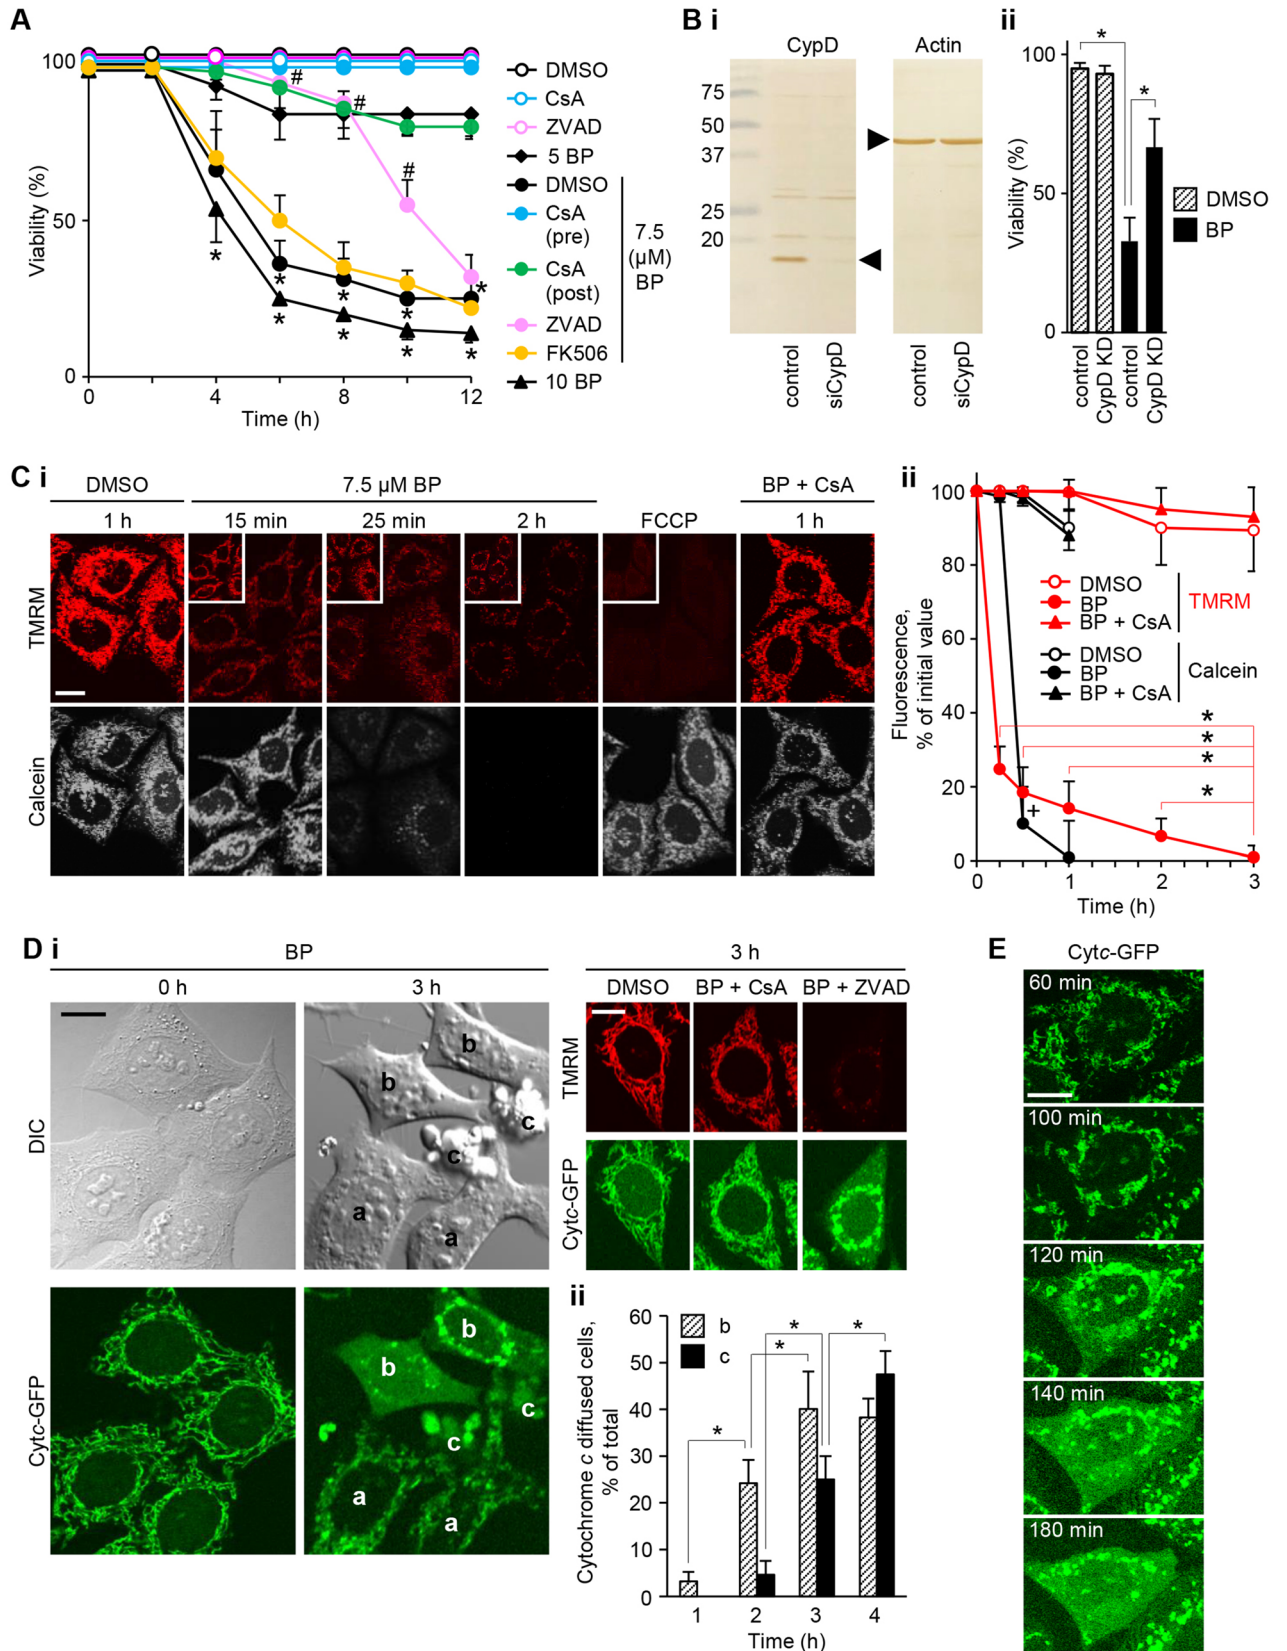 A
100
50
0
Viability (%)
0
4
6
8
10
12
Time (h)
#
#
#
*
*
*
*
*
*
*
*
*
*
DMSO
CsA
ZVAD
5 BP
DMSO
CsA
(pre)
CsA
(post)
ZVAD
FK506
10 BP
7.5
(µM)
BP
B i
CypD
Actin
75
50
37
25
20
control
siCypD
control
siCypD
ii
100
50
0
Viability (%)
*
*
DMSO
BP
control
CypD KD
control
CypD KD
C i
DMSO
7.5 µM BP
BP + CsA
1 h
15 min
25 min
2 h
FCCP
1 h
TMRM
Calcein
ii
100
80
60
40
20
0
Fluorescence,
% of initial value
DMSO
BP
BP + CsA
TMRM
DMSO
BP
BP + CsA
Calcein
*
*
*
*
+
0
1
2
3
Time (h)
D i
BP
0 h
3 h
DIC
b
b
c
c
a
a
Cytc-GFP
b
b
c
c
a
a
3 h
DMSO
BP + CsA
BP + ZVAD
TMRM
Cytc-GFP
ii
60
50
40
30
20
10
0
Cytochrome c diffused cells,
% of total
b
c
*
*
*
*
1
2
3
4
Time (h)
E
Cytc-GFP
60 min
100 min
120 min
140 min
180 min